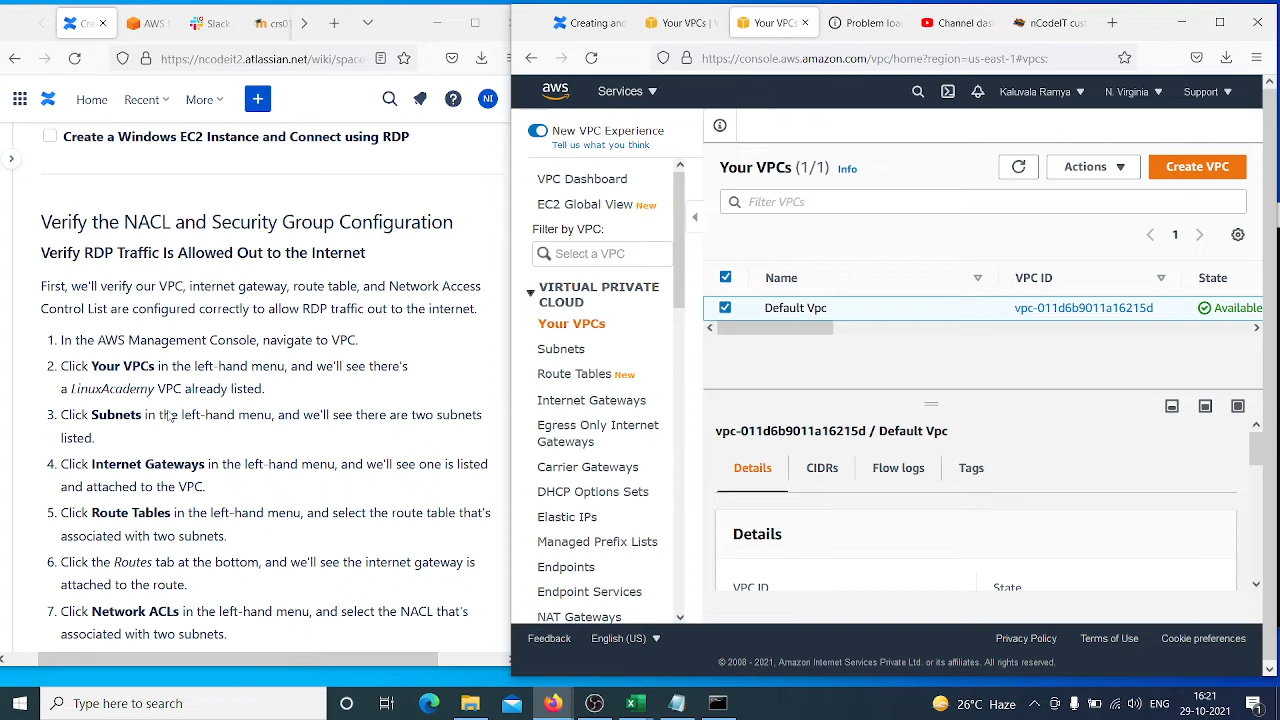 Cre
AWS
Slack
crs0
ncodeit2.atlassian.net/wiki/space
Home
Recent
More
NI
Create a Windows EC2 Instance and Connect using RDP
Verify the NACL and Security Group Configuration
Verify RDP Traffic Is Allowed Out to the Internet
First, we'll verify our VPC, internet gateway, route table, and Network Access
Control List are configured correctly to allow RDP traffic out to the internet.
1. In the AWS Management Console, navigate to VPC.
2. Click Your VPCs in the left-hand menu, and we'll see there's
a LinuxAcademy VPC already listed.
3. Click Subnets in the left-hand menu, and we'll see there are two subnets
listed.
4. Click Internet Gateways in the left-hand menu, and we'll see one is listed
and attached to the VPC.
5. Click Route Tables in the left-hand menu, and select the route table that's
associated with two subnets.
6. Click the Routes tab at the bottom, and we'll see the internet gateway is
attached to the route.
7. Click Network ACLs in the left-hand menu, and select the NACL that's
associated with two subnets.
Creating and
Your VPCs | V
Your VPCs
Problem loa
Channel das
nCodeIT cus
https://console.aws.amazon.com/vpc/home?region=us-east-1#vpcs:
aws
Services
Kaluvala Ramya
N. Virginia
Support
New VPC Experience
Tell us what you think
VPC Dashboard
EC2 Global View New
Filter by VPC:
Select a VPC
VIRTUAL PRIVATE
CLOUD
Your VPCs
Subnets
Route Tables New
Internet Gateways
Egress Only Internet
Gateways
Carrier Gateways
DHCP Options Sets
Elastic IPs
Managed Prefix Lists
Endpoints
Endpoint Services
NAT Gateways
Your VPCs (1/1) Info
Actions
Create VPC
Filter VPCs
1
Name
VPC ID
State
Default Vpc
vpc-011d6b9011a16215d
Available
vpc-011d6b9011a16215d / Default Vpc
Details
CIDRs
Flow logs
Tags
Details
VPC ID
State
Feedback
English (US)
Privacy Policy
Terms of Use
Cookie preferences
© 2008 - 2021, Amazon Internet Services Private Ltd. or its affiliates. All rights reserved.
Type here to search
26°C Haze
16:21
29-10-2021